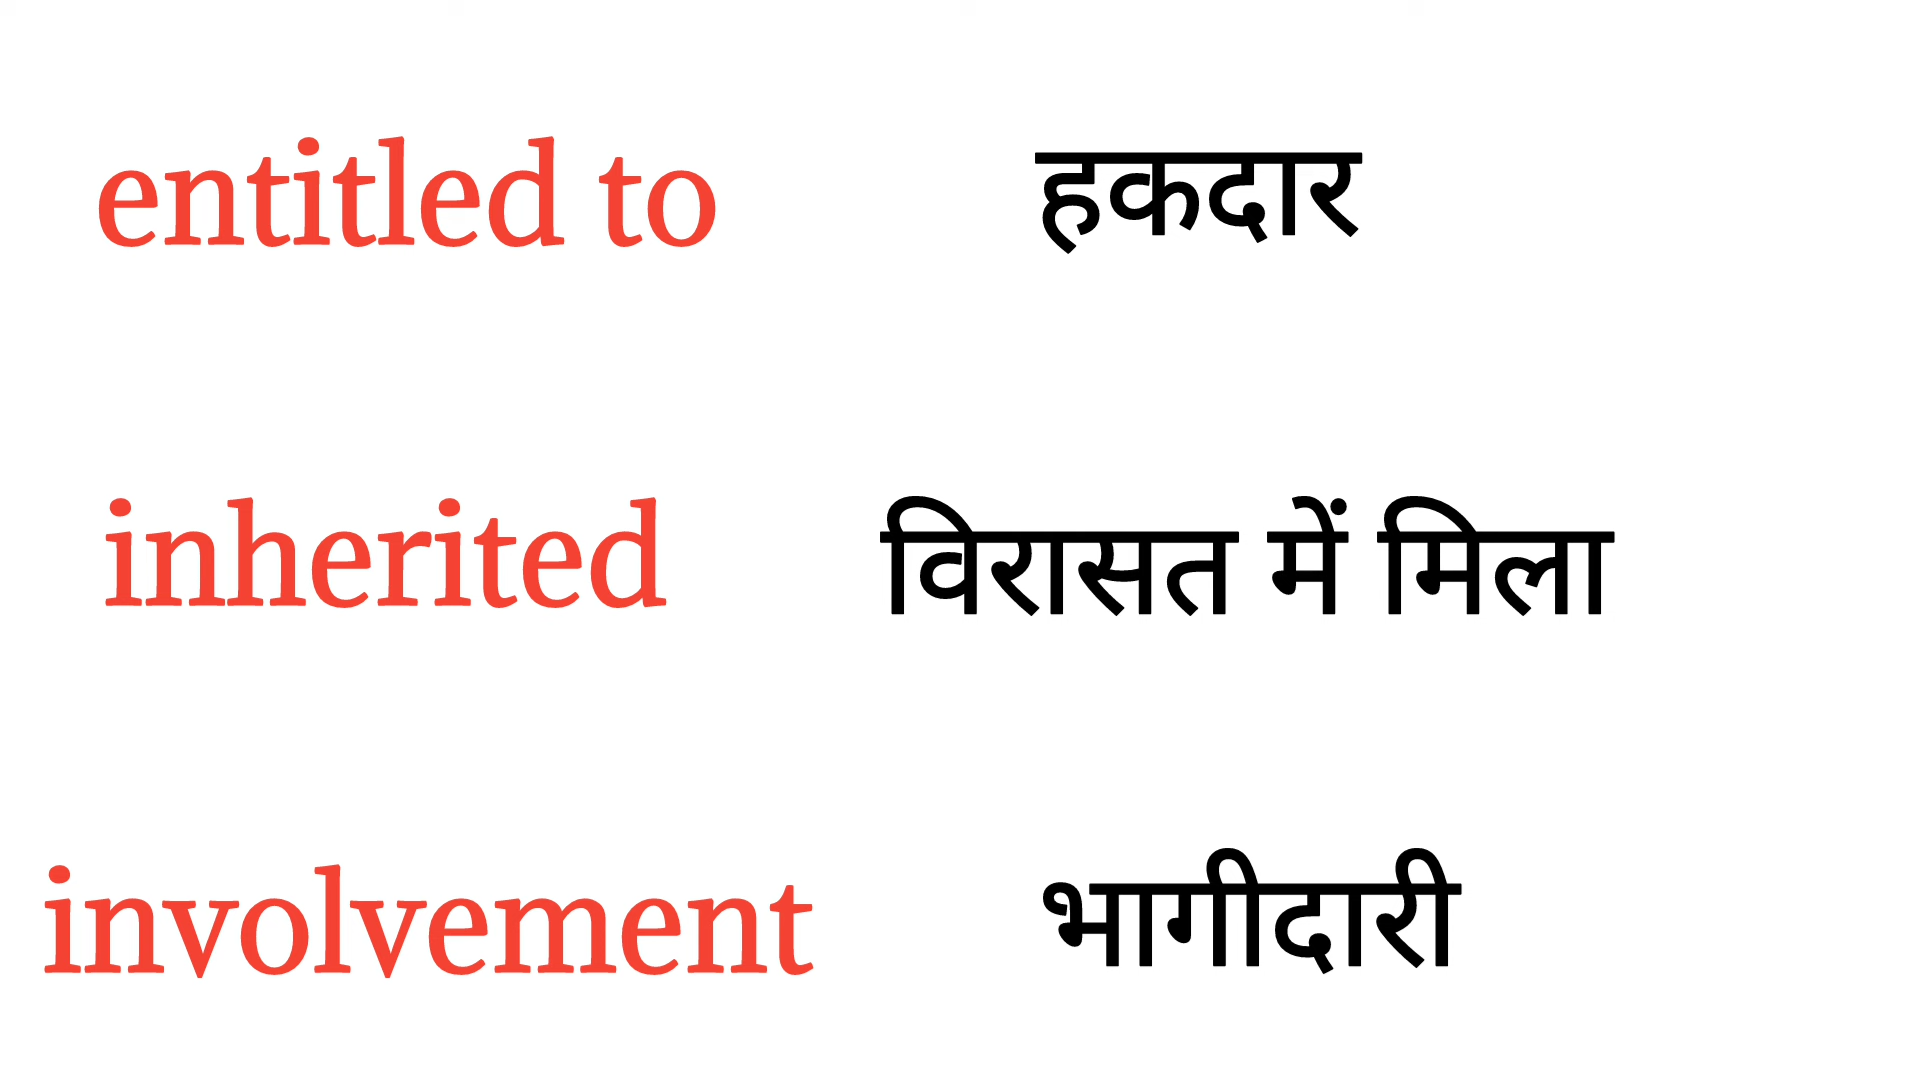 entitled to हकदार
inherited विरासत में मिला
involvement भागीदारी